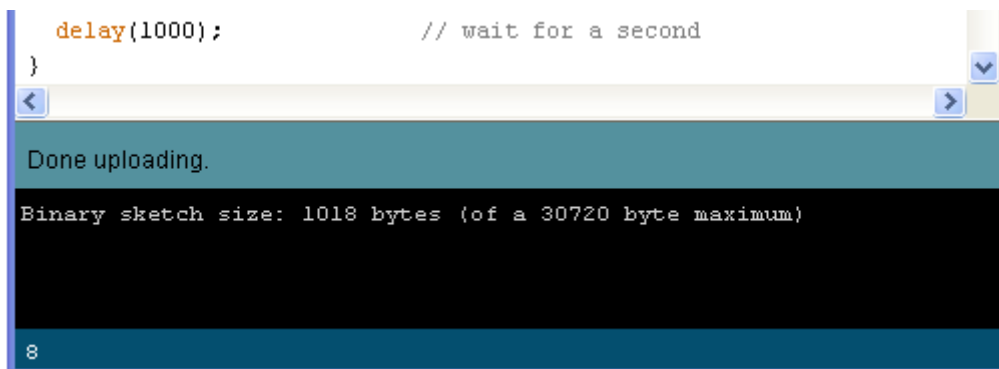 delay(1000);                // wait for a second
}
Done uploading.
Binary sketch size: 1018 bytes (of a 30720 byte maximum)
8